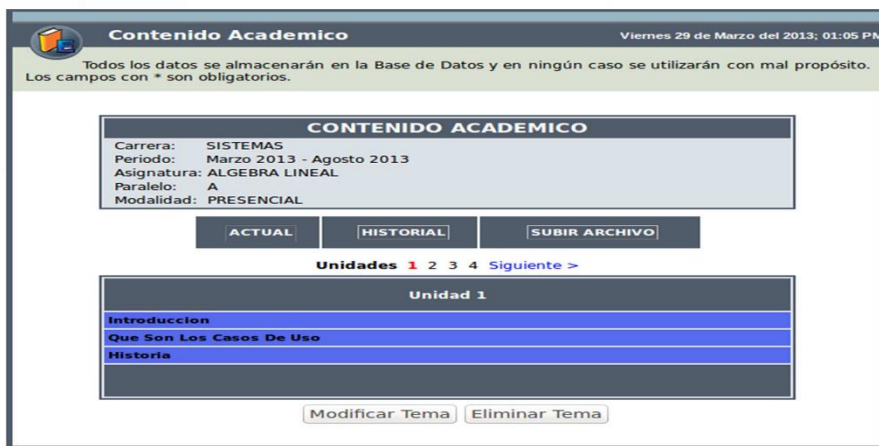 Contenido Academico
Viernes 29 de Marzo del 2013; 01:05 PM
Todos los datos se almacenarán en la Base de Datos y en ningún caso se utilizarán con mal propósito.
Los campos con * son obligatorios.
CONTENIDO ACADEMICO
Carrera: SISTEMAS
Periodo: Marzo 2013 - Agosto 2013
Asignatura: ALGEBRA LINEAL
Paralelo: A
Modalidad: PRESENCIAL
ACTUAL HISTORIAL SUBIR ARCHIVO
Unidades 1 2 3 4 Siguiente >
Unidad 1
Introduccion
Que Son Los Casos De Uso
Historia
Modificar Tema Eliminar Tema